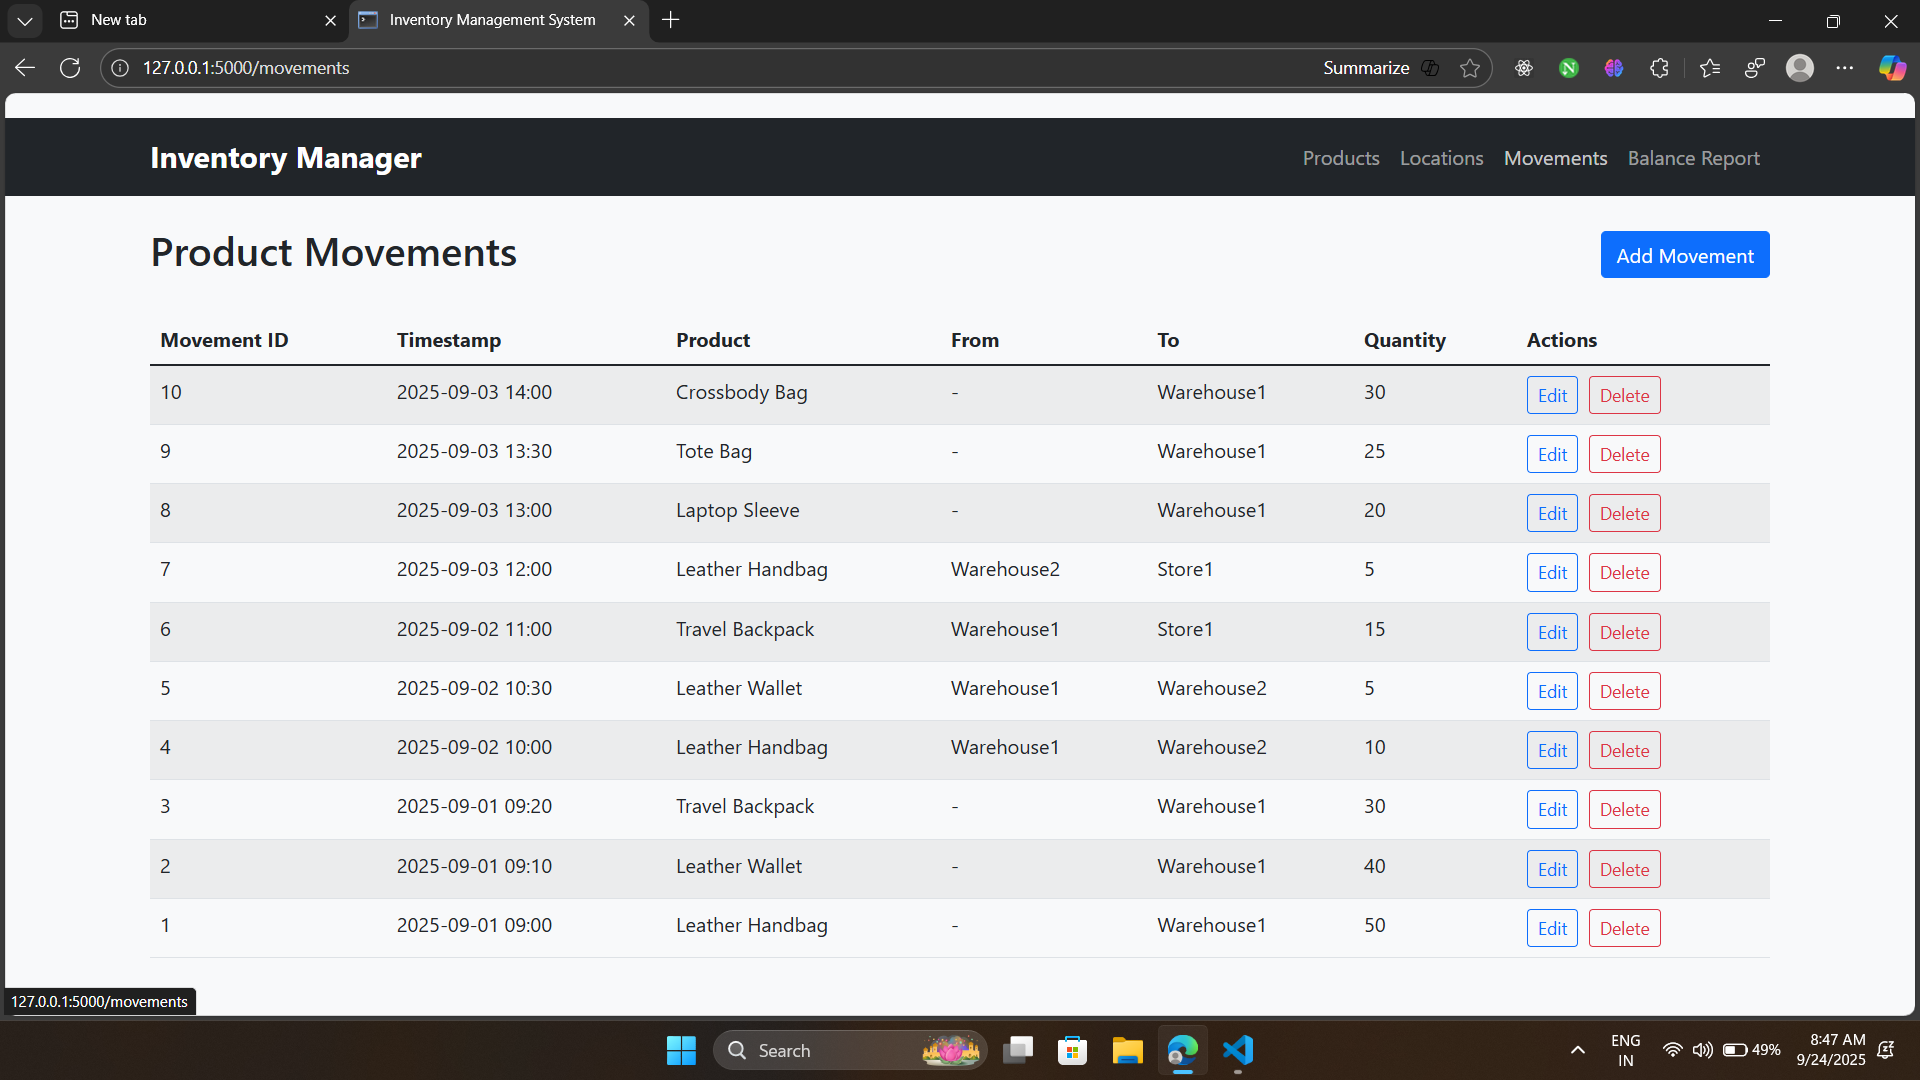 New tab
Inventory Management System
127.0.0.1:5000/movements
Summarize
Inventory Manager
Products Locations Movements Balance Report
Product Movements
Add Movement
Movement ID Timestamp Product From To Quantity Actions
10 2025-09-03 14:00 Crossbody Bag - Warehouse1 30 Edit Delete
9 2025-09-03 13:30 Tote Bag - Warehouse1 25 Edit Delete
8 2025-09-03 13:00 Laptop Sleeve - Warehouse1 20 Edit Delete
7 2025-09-03 12:00 Leather Handbag Warehouse2 Store1 5 Edit Delete
6 2025-09-02 11:00 Travel Backpack Warehouse1 Store1 15 Edit Delete
5 2025-09-02 10:30 Leather Wallet Warehouse1 Warehouse2 5 Edit Delete
4 2025-09-02 10:00 Leather Handbag Warehouse1 Warehouse2 10 Edit Delete
3 2025-09-01 09:20 Travel Backpack - Warehouse1 30 Edit Delete
2 2025-09-01 09:10 Leather Wallet - Warehouse1 40 Edit Delete
1 2025-09-01 09:00 Leather Handbag - Warehouse1 50 Edit Delete
127.0.0.1:5000/movements
Search
ENG
IN
49%
8:47 AM
9/24/2025